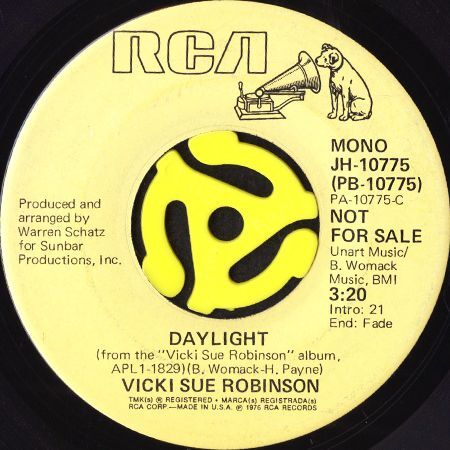 RCA
MONO
JH-10775
(PB-10775)
PA-10775-C
NOT
FOR SALE
Unart Music/
B. Womack
Music, BMI
3:20
Intro: 21
End: Fade
Produced and
arranged by
Warren Schatz
for Sunbar
Productions, Inc.
DAYLIGHT
(from the "Vicki Sue Robinson" album,
APL1-1829)(B. Womack-H. Payne)
VICKI SUE ROBINSON
TMK(s) ® REGISTERED • MARCA(s) REGISTRADA(s)
RCA CORP.—MADE IN U.S.A. ℗ 1976 RCA RECORDS